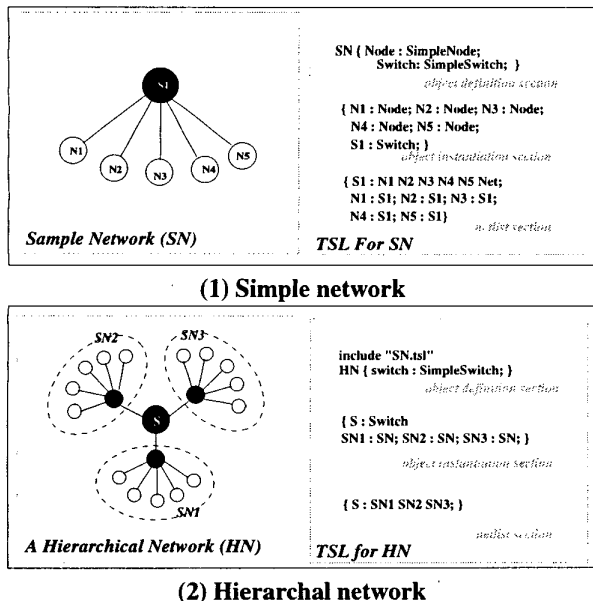 S1
N1
N2
N3
N4
N5
Sample Network (SN)
SN { Node : SimpleNode;
Switch: SimpleSwitch; }
object definition section
{ N1 : Node; N2 : Node; N3 : Node;
N4 : Node; N5 : Node;
S1 : Switch; }
object instantiation section
{ S1 : N1 N2 N3 N4 N5 Net;
N1 : S1; N2 : S1; N3 : S1;
N4 : S1; N5 : S1}
netlist section
TSL For SN
(1) Simple network
SN2
SN3
S
SN1
A Hierarchical Network (HN)
include "SN.tsl"
HN { switch : SimpleSwitch; }
object definition section
{ S : Switch
SN1 : SN; SN2 : SN; SN3 : SN; }
object instantiation section
{ S : SN1 SN2 SN3; }
netlist section
TSL for HN
(2) Hierarchal network